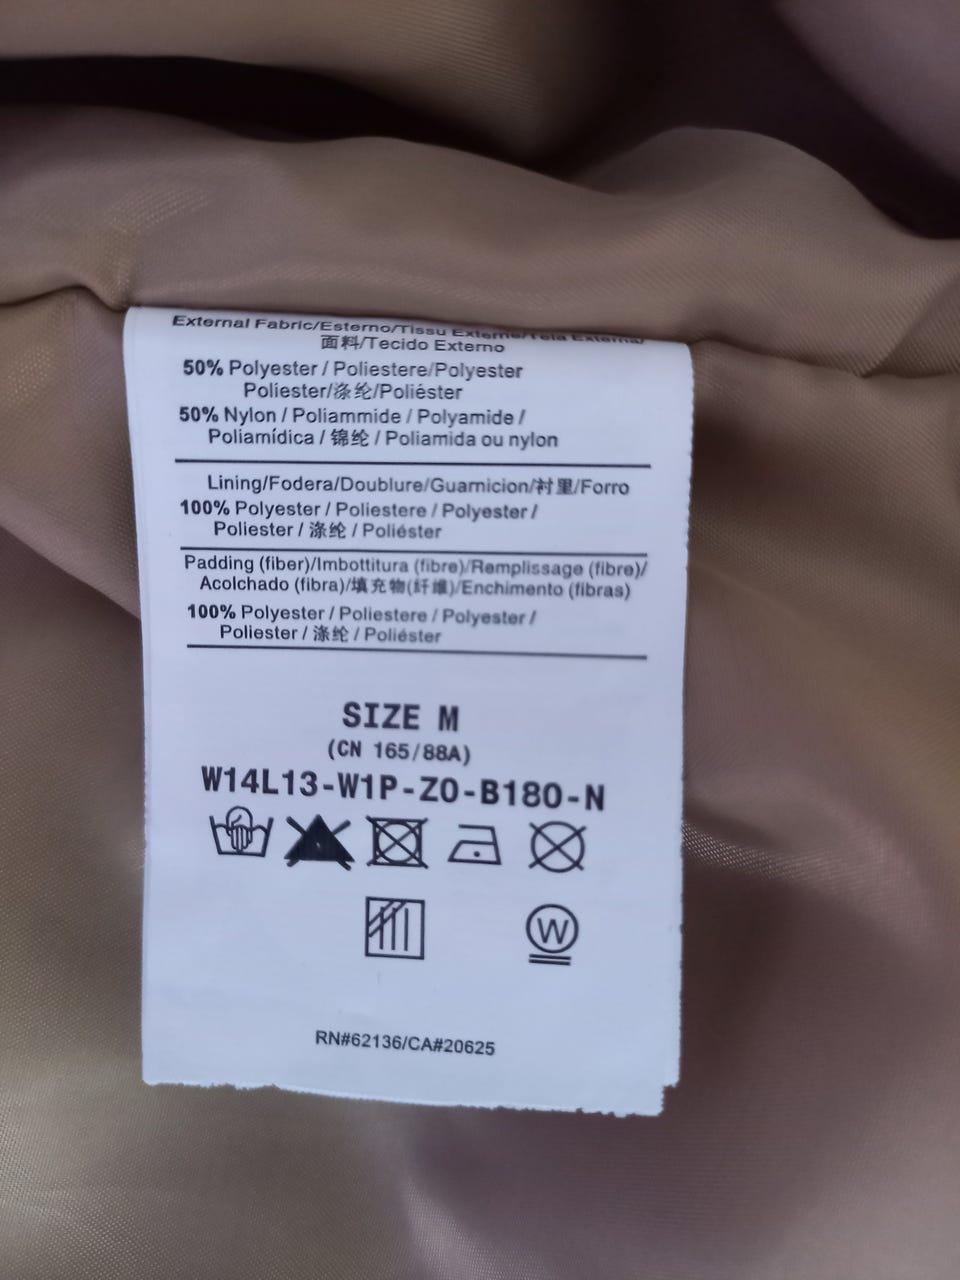 External Fabric/Esterno/Tissu Externe/Tela Externa/
面料/Tecido Externo
50% Polyester / Poliestere/Polyester
Poliester/涤纶/Poliéster
50% Nylon / Poliammide / Polyamide /
Poliamídica / 锦纶 / Poliamida ou nylon
Lining/Fodera/Doublure/Guarnicion/衬里/Forro
100% Polyester / Poliestere / Polyester /
Poliester / 涤纶 / Poliéster
Padding (fiber)/Imbottitura (fibre)/Remplissage (fibre)/
Acolchado (fibra)/填充物(纤维)/Enchimento (fibras)
100% Polyester / Poliestere / Polyester /
Poliester / 涤纶 / Poliéster
SIZE M
(CN 165/88A)
W14L13-W1P-Z0-B180-N
W
RN#62136/CA#20625